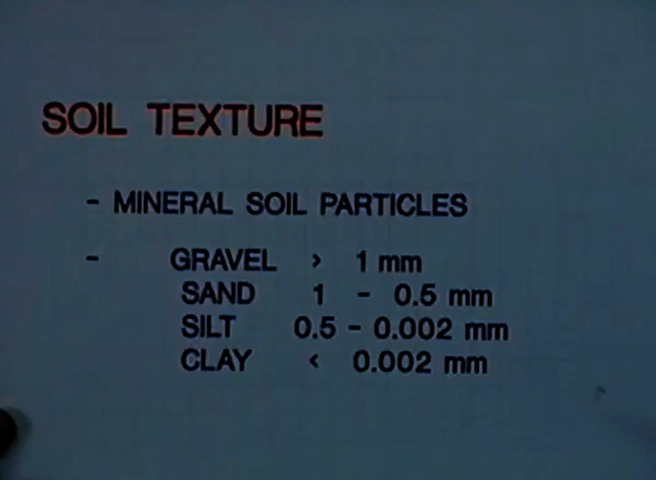 SOIL TEXTURE
- MINERAL SOIL PARTICLES
- GRAVEL > 1 mm
SAND 1 - 0.5 mm
SILT 0.5 - 0.002 mm
CLAY < 0.002 mm